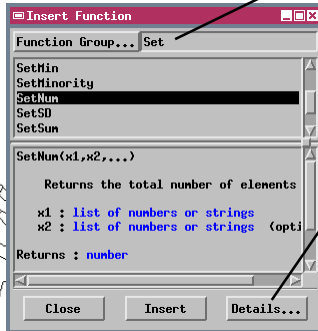 Insert Function
Function Group... Set
SetMin
SetMinority
SetNum
SetSD
SetSum
SetNum(x1,x2,...)
Returns the total number of elements
x1 : list of numbers or strings
x2 : list of numbers or strings (opti
Returns : number
Close Insert Details...